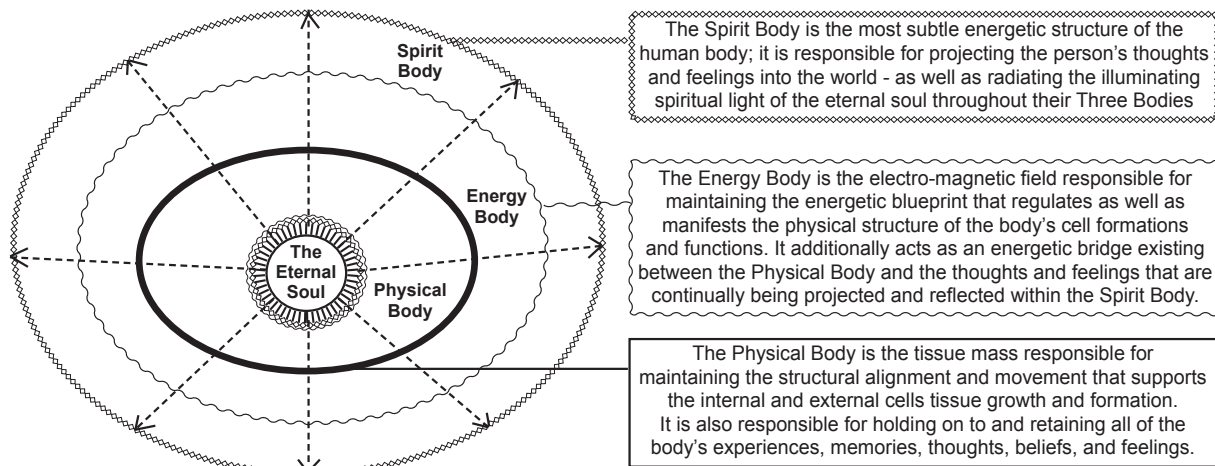 Spirit
Body
The Spirit Body is the most subtle energetic structure of the
human body; it is responsible for projecting the person's thoughts
and feelings into the world - as well as radiating the illuminating
spiritual light of the eternal soul throughout their Three Bodies
Energy
Body
The Energy Body is the electro-magnetic field responsible for
maintaining the energetic blueprint that regulates as well as
manifests the physical structure of the body's cell formations
and functions. It additionally acts as an energetic bridge existing
between the Physical Body and the thoughts and feelings that are
continually being projected and reflected within the Spirit Body.
The
Eternal
Soul
Physical
Body
The Physical Body is the tissue mass responsible for
maintaining the structural alignment and movement that supports
the internal and external cells tissue growth and formation.
It is also responsible for holding on to and retaining all of the
body's experiences, memories, thoughts, beliefs, and feelings.